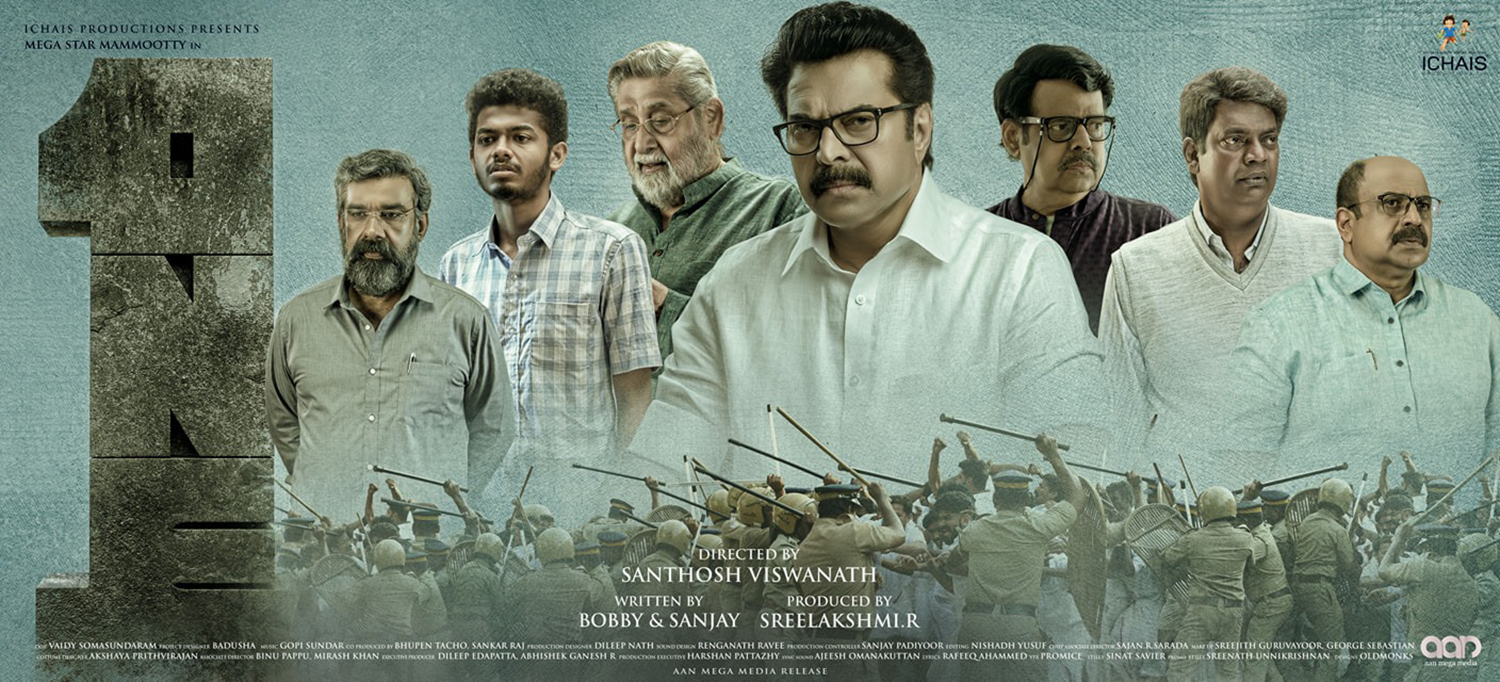 ICHAIS PRODUCTIONS PRESENTS
MEGA STAR MAMMOOTTY IN
ONE
ICHAIS
DIRECTED BY
SANTHOSH VISWANATH
WRITTEN BY
BOBBY & SANJAY
PRODUCED BY
SREELAKSHMI.R
VAIDY SOMASUNDARAM PROJECT DESIGNER BADUSHA MUSIC GOPI SUNDAR CO PRODUCED BY BHUPEN TACHO, SANKAR RAJ PRODUCTION DESIGNER DILEEP NATH SOUND DESIGN RENGANATH RAVEE PRODUCTION CONTROLLER SANJAY PADIYOOR EDITING NISHADH YUSUF CHIEF ASSOCIATE DIRECTOR SAJAN.R.SARADA MAKE UP SREEJITH GURUVAYOOR, GEORGE SEBASTIAN
COSTUME DESIGNER AKSHAYA PRITHVIRAJAN ASSOCIATE DIRECTOR BINU PAPPU, MIRASH KHAN EXECUTIVE PRODUCER DILEEP EDAPATTA, ABHISHEK GANESH R PRODUCTION EXECUTIVE HARSHAN PATTAZHY SYNC SOUND AJEESH OMANAKUTTAN LYRICS RAFEEQ AHAMMED VFX PROMICE STILLS SINAT SAVIER PROMO STILLS SREENATH UNNIKRISHNAN DESIGNS OLDMONKS
AAN MEGA MEDIA RELEASE
aan
aan mega media